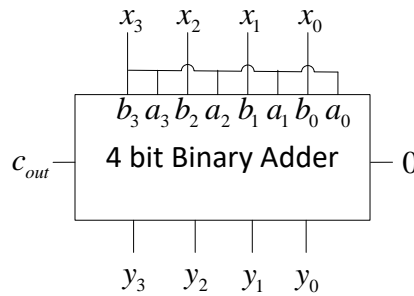 x₃ x₂ x₁ x₀
b₃ a₃ b₂ a₂ b₁ a₁ b₀ a₀
c_out 4 bit Binary Adder 0
y₃ y₂ y₁ y₀